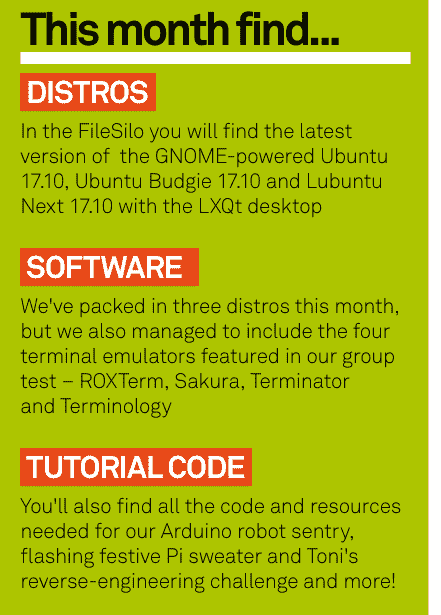 This month find...
DISTROS
In the FileSilo you will find the latest
version of the GNOME-powered Ubuntu
17.10, Ubuntu Budgie 17.10 and Lubuntu
Next 17.10 with the LXQt desktop
SOFTWARE
We've packed in three distros this month,
but we also managed to include the four
terminal emulators featured in our group
test – ROXTerm, Sakura, Terminator
and Terminology
TUTORIAL CODE
You'll also find all the code and resources
needed for our Arduino robot sentry,
flashing festive Pi sweater and Toni's
reverse-engineering challenge and more!